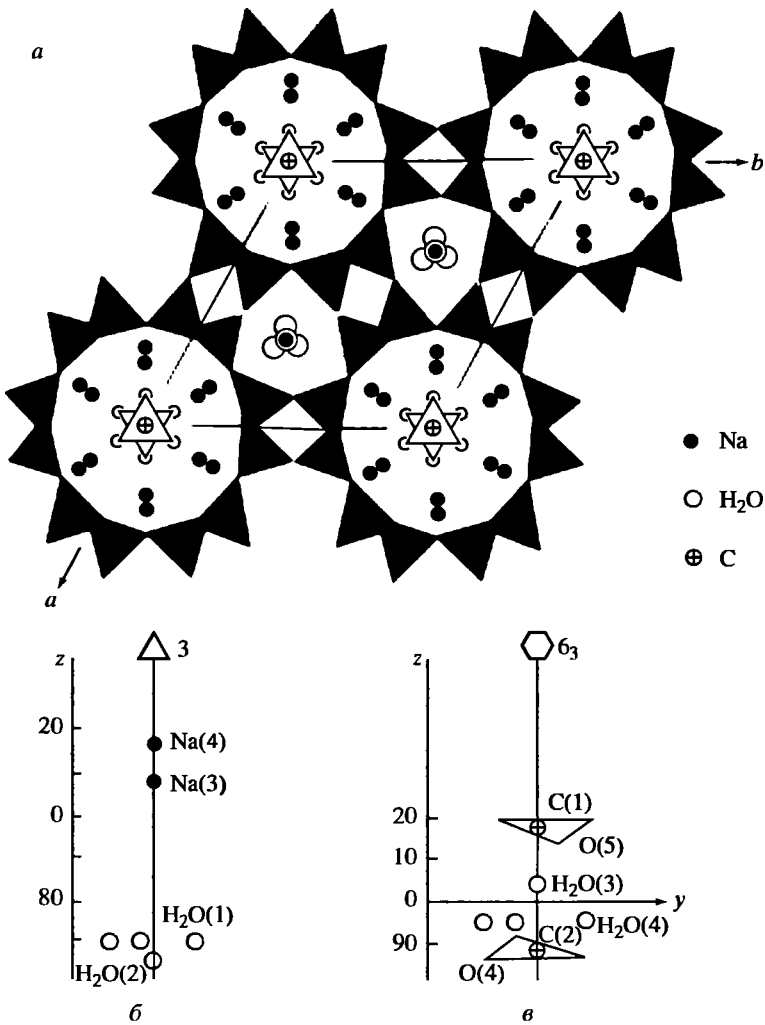 а
b
Na
H₂O
C
a
z
3
20
Na(4)
Na(3)
0
80
H₂O(1)
H₂O(2)
б
z
6₃
20
C(1)
O(5)
10
H₂O(3)
0
y
H₂O(4)
C(2)
90
O(4)
в